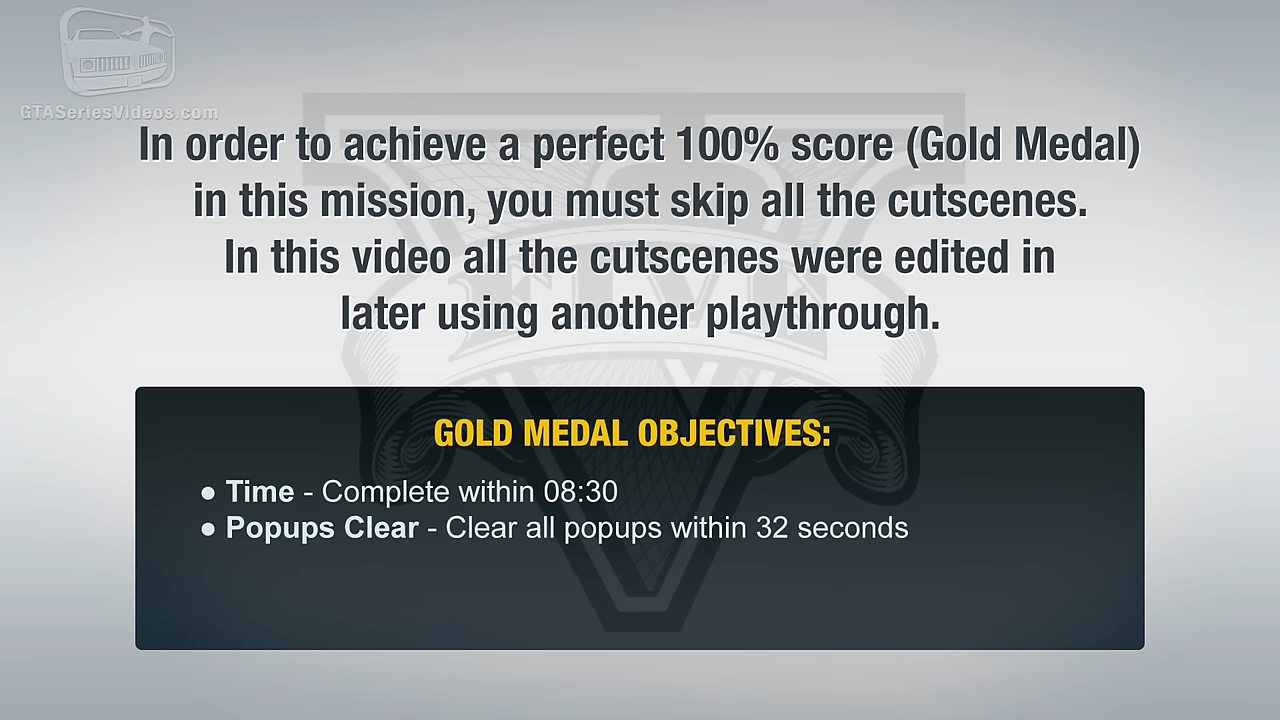 GTASeriesVideos.com
In order to achieve a perfect 100% score (Gold Medal)
in this mission, you must skip all the cutscenes.
In this video all the cutscenes were edited in
later using another playthrough.
FIVE
GOLD MEDAL OBJECTIVES:
● Time - Complete within 08:30
● Popups Clear - Clear all popups within 32 seconds